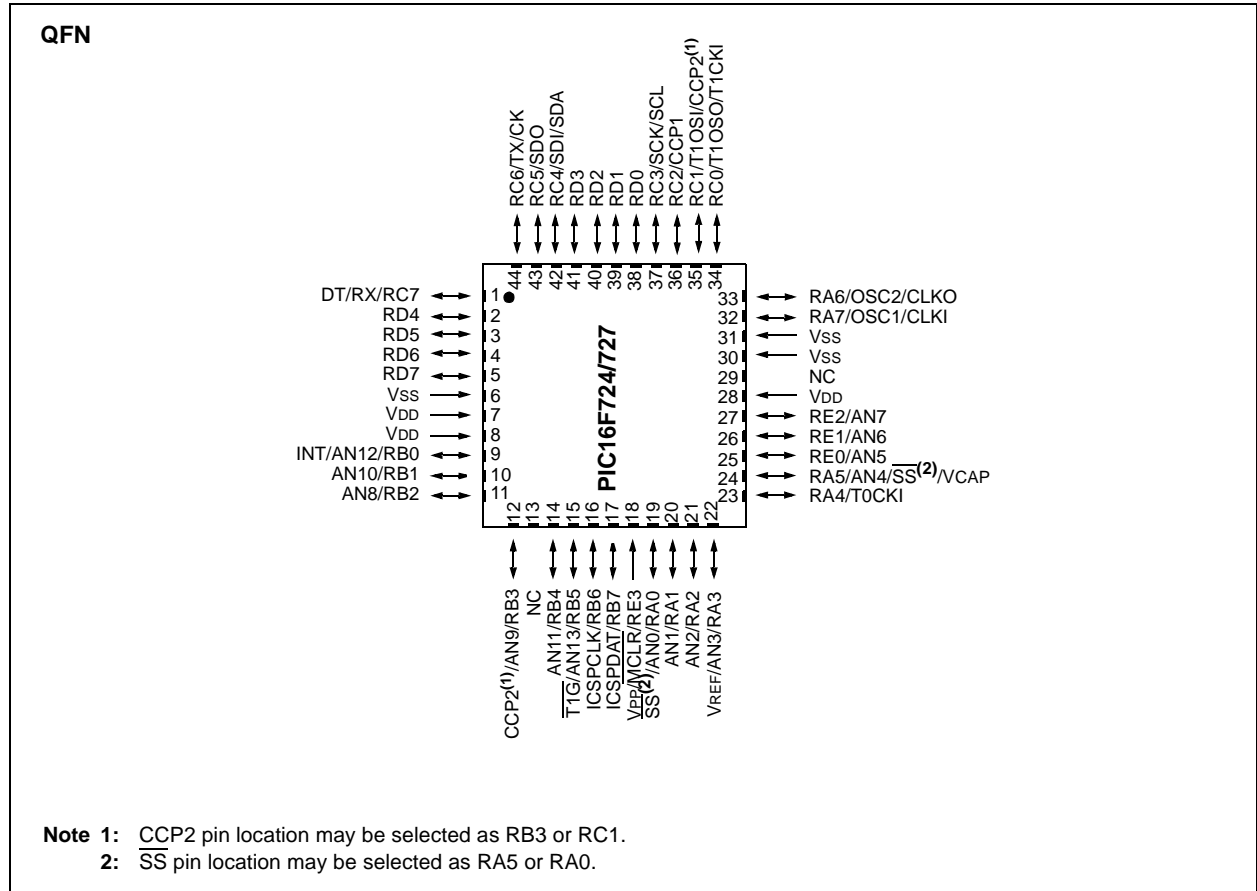 QFN
RC6/TX/CK
RC5/SDO
RC4/SDI/SDA
RD3
RD2
RD1
RD0
RC3/SCK/SCL
RC2/CCP1
RC1/T1OSI/CCP2(1)
RC0/T1OSO/T1CKI
44
43
42
41
40
39
38
37
36
35
34
DT/RX/RC7 1
RD4 2
RD5 3
RD6 4
RD7 5
VSS 6
VDD 7
VDD 8
INT/AN12/RB0 9
AN10/RB1 10
AN8/RB2 11
PIC16F724/727
33 RA6/OSC2/CLKO
32 RA7/OSC1/CLKI
31 VSS
30 VSS
29 NC
28 VDD
27 RE2/AN7
26 RE1/AN6
25 RE0/AN5
24 RA5/AN4/SS(2)/VCAP
23 RA4/T0CKI
12
13
14
15
16
17
18
19
20
21
22
CCP2(1)/AN9/RB3
NC
AN11/RB4
T1G/AN13/RB5
ICSPCLK/RB6
ICSPDAT/RB7
VPP/MCLR/RE3
SS(2)/AN0/RA0
AN1/RA1
AN2/RA2
VREF/AN3/RA3
Note 1: CCP2 pin location may be selected as RB3 or RC1.
2: SS pin location may be selected as RA5 or RA0.